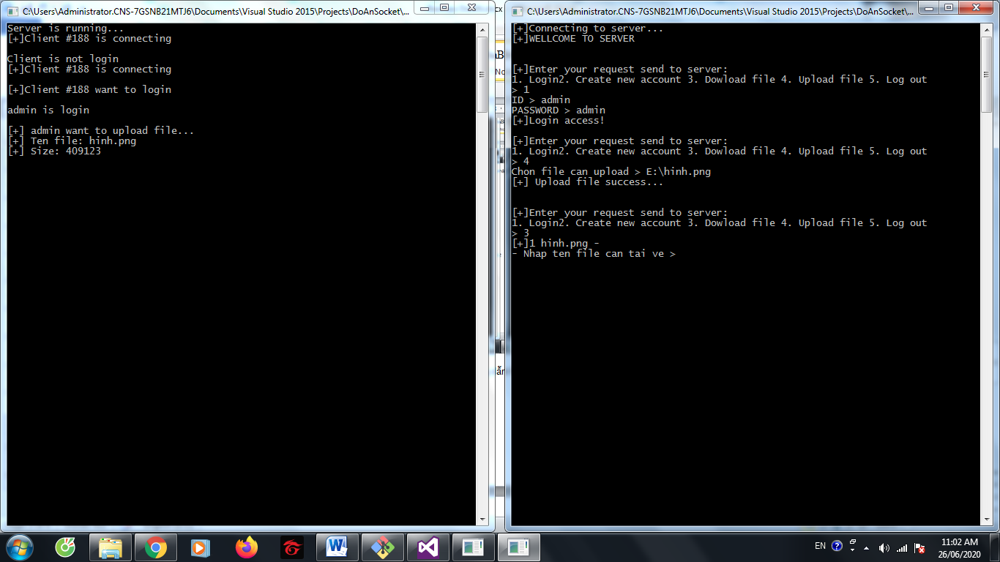 C:\Users\Administrator.CNS-7GSNB21MTJ6\Documents\Visual Studio 2015\Projects\DoAnSocket\...
Server is running...
[+]Client #188 is connecting
Client is not login
[+]Client #188 is connecting
[+]Client #188 want to login
admin is login
[+] admin want to upload file...
[+] Ten file: hinh.png
[+] Size: 409123
C:\Users\Administrator.CNS-7GSNB21MTJ6\Documents\Visual Studio 2015\Projects\DoAnSocket\...
[+]Connecting to server...
[+]WELLCOME TO SERVER
[+]Enter your request send to server:
1. Login2. Create new account 3. Dowload file 4. Upload file 5. Log out
> 1
ID > admin
PASSWORD > admin
[+]Login access!
[+]Enter your request send to server:
1. Login2. Create new account 3. Dowload file 4. Upload file 5. Log out
> 4
Chon file can upload > E:\hinh.png
[+] Upload file success...
[+]Enter your request send to server:
1. Login2. Create new account 3. Dowload file 4. Upload file 5. Log out
> 3
[+]1 hinh.png -
- Nhap ten file can tai ve >
EN
11:02 AM
26/06/2020